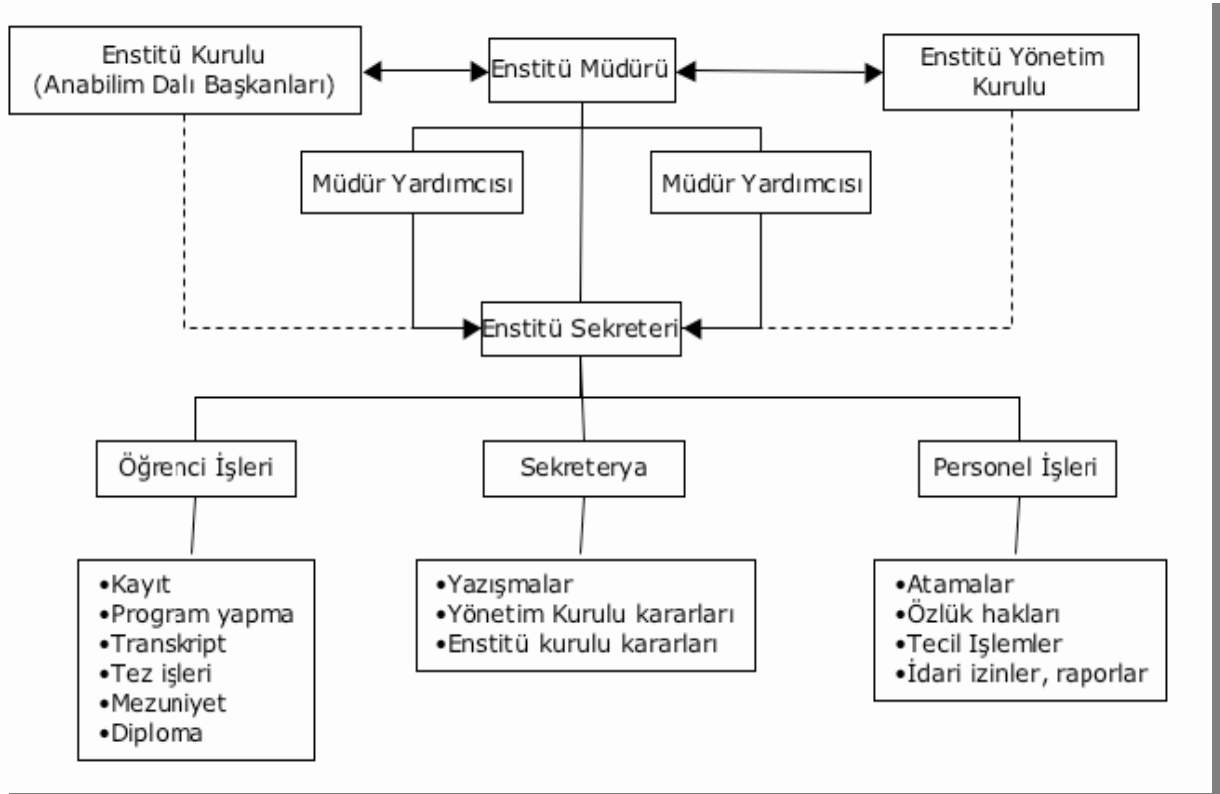 Enstitü Kurulu
(Anabilim Dalı Başkanları)
Enstitü Müdürü
Enstitü Yönetim
Kurulu
Müdür Yardımcısı
Müdür Yardımcısı
Enstitü Sekreteri
Öğrenci İşleri
Sekreterya
Personel İşleri
•Kayıt
•Program yapma
•Transkript
•Tez işleri
•Mezuniyet
•Diploma
•Yazışmalar
•Yönetim Kurulu kararları
•Enstitü kurulu kararları
•Atamalar
•Özlük hakları
•Tecil Işlemler
•İdari izinler, raporlar